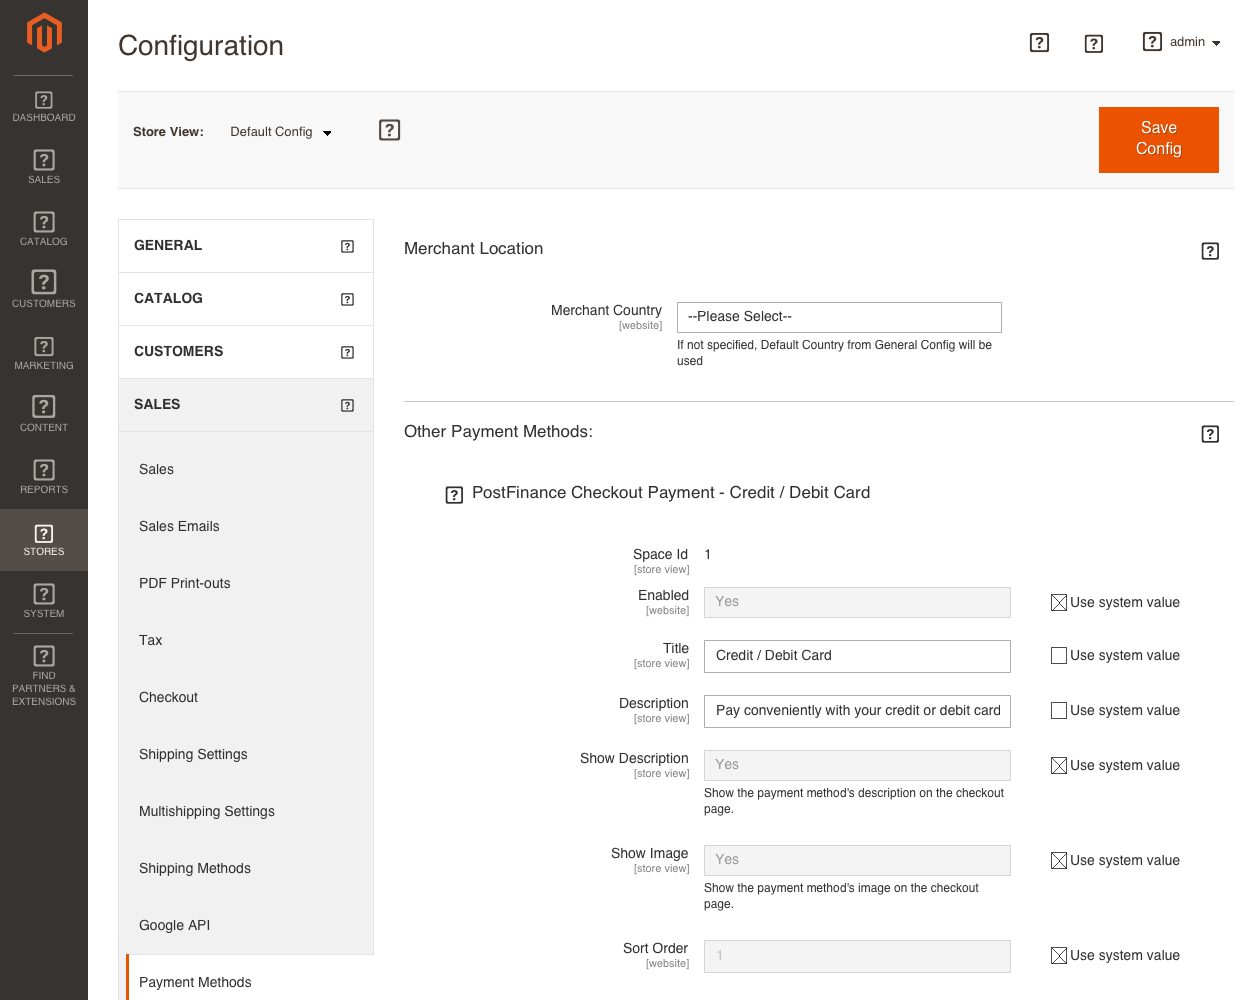 Configuration
admin
DASHBOARD
SALES
CATALOG
CUSTOMERS
MARKETING
CONTENT
REPORTS
STORES
SYSTEM
FIND
PARTNERS &
EXTENSIONS
Store View:
Default Config
Save
Config
GENERAL
CATALOG
CUSTOMERS
SALES
Sales
Sales Emails
PDF Print-outs
Tax
Checkout
Shipping Settings
Multishipping Settings
Shipping Methods
Google API
Payment Methods
Merchant Location
Merchant Country
[website]
--Please Select--
If not specified, Default Country from General Config will be
used
Other Payment Methods:
PostFinance Checkout Payment - Credit / Debit Card
Space Id 1
[store view]
Enabled Yes Use system value
[website]
Title Credit / Debit Card Use system value
[store view]
Description Pay conveniently with your credit or debit card Use system value
[store view]
Show Description Yes Use system value
[store view]
Show the payment method's description on the checkout
page.
Show Image Yes Use system value
[store view]
Show the payment method's image on the checkout
page.
Sort Order 1 Use system value
[website]